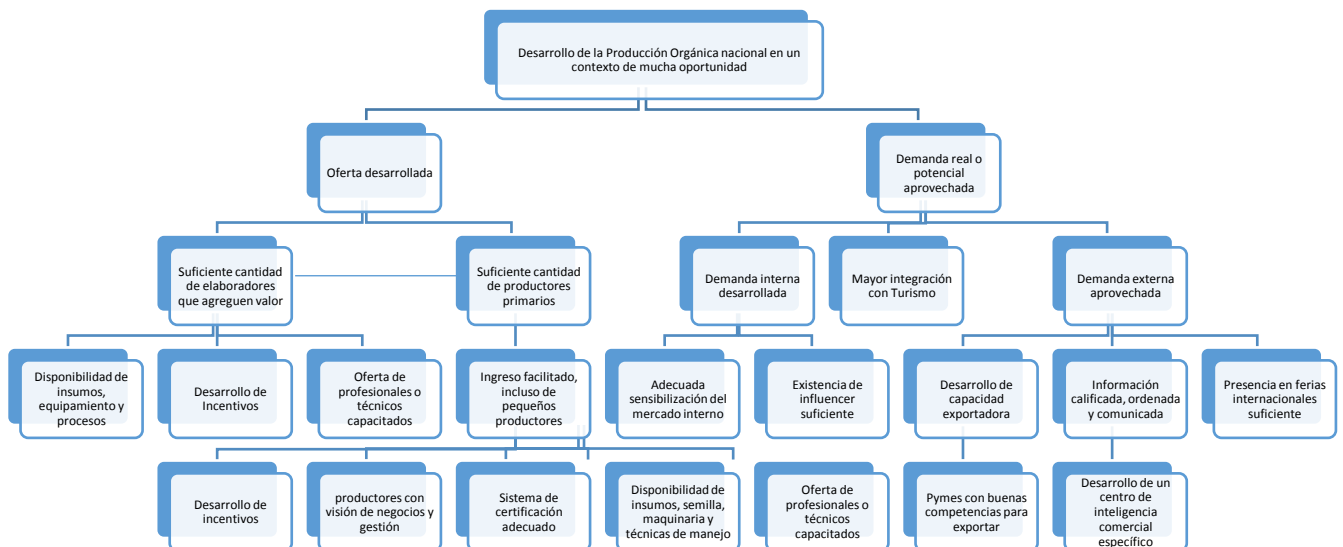 Desarrollo de la Producción Orgánica nacional en un
contexto de mucha oportunidad
Oferta desarrollada
Demanda real o
potencial
aprovechada
Suficiente cantidad
de elaboradores
que agreguen valor
Suficiente cantidad
de productores
primarios
Demanda interna
desarrollada
Mayor integración
con Turismo
Demanda externa
aprovechada
Disponibilidad de
insumos,
equipamiento y
procesos
Desarrollo de
Incentivos
Oferta de
profesionales o
técnicos
capacitados
Ingreso facilitado,
incluso de
pequeños
productores
Adecuada
sensibilización del
mercado interno
Existencia de
influencer
suficiente
Desarrollo de
capacidad
exportadora
Información
calificada, ordenada
y comunicada
Presencia en ferias
internacionales
suficiente
Desarrollo de
incentivos
productores con
visión de negocios y
gestión
Sistema de
certificación
adecuado
Disponibilidad de
insumos, semilla,
maquinaria y
técnicas de manejo
Oferta de
profesionales o
técnicos
capacitados
Pymes con buenas
competencias para
exportar
Desarrollo de un
centro de
inteligencia
comercial
específico